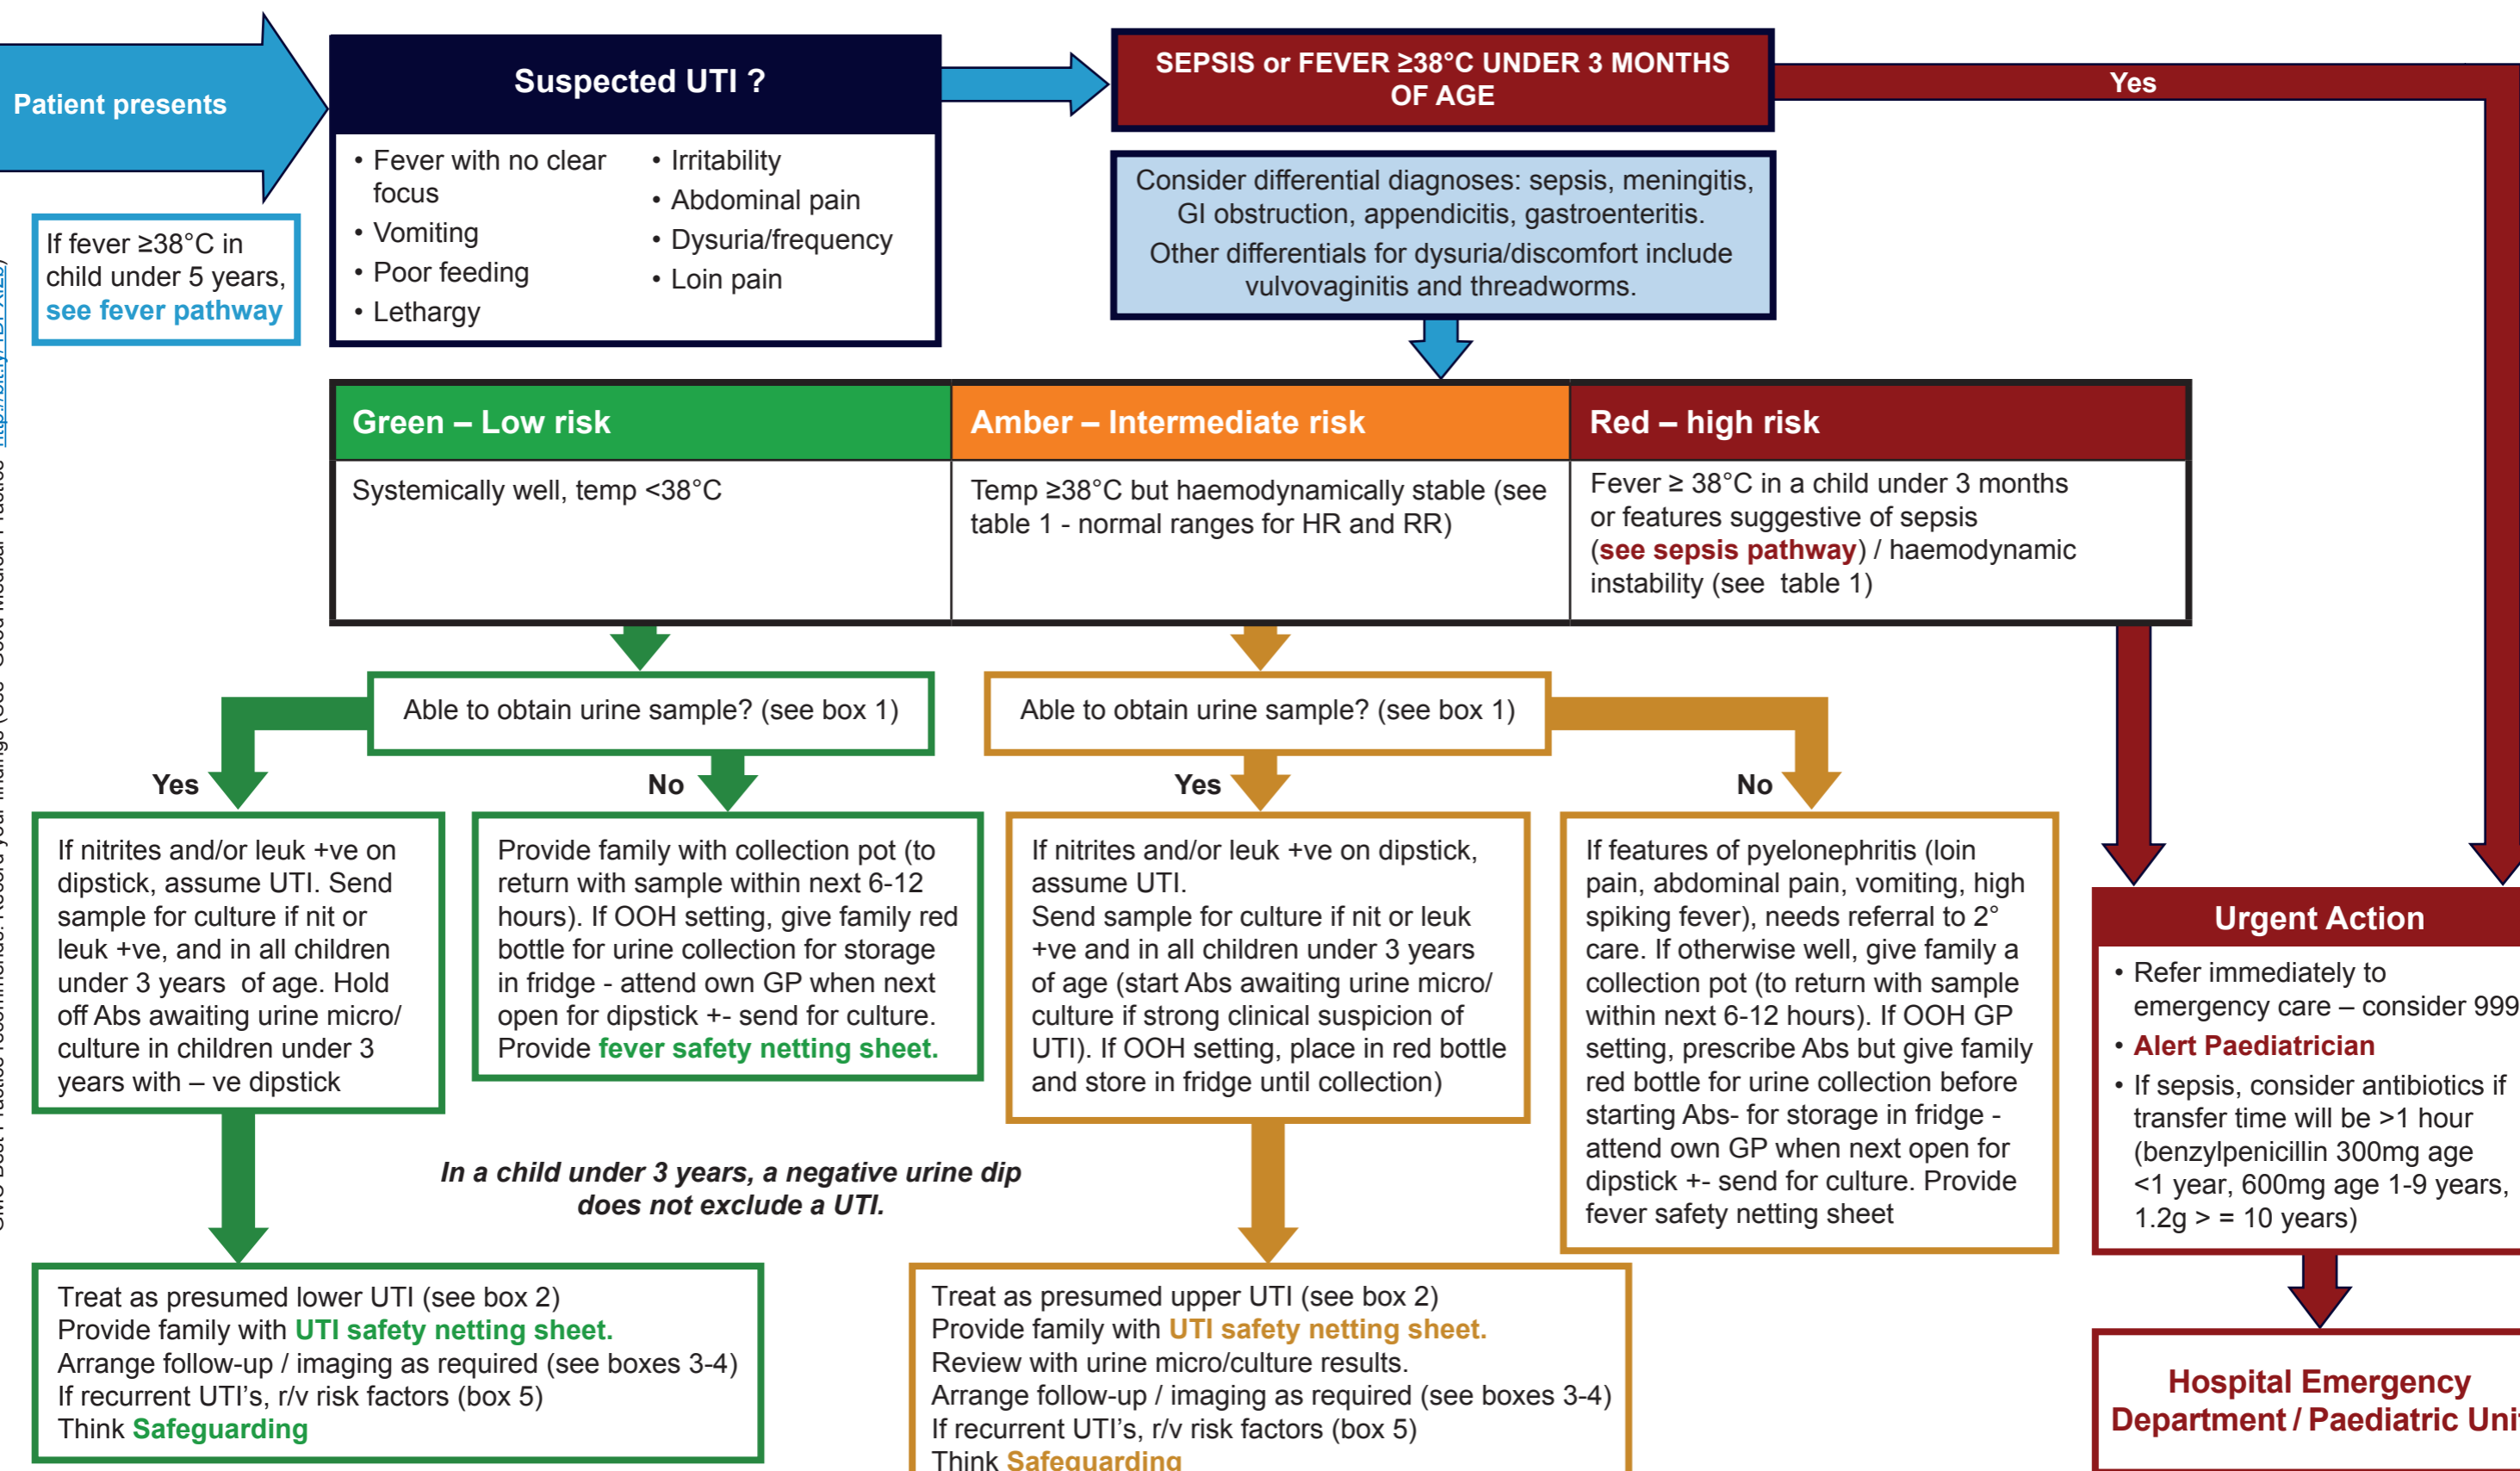 Patient presents
If fever ≥38°C in
child under 5 years,
see fever pathway
Suspected UTI ?
• Fever with no clear
focus
• Vomiting
• Poor feeding
• Lethargy
• Irritability
• Abdominal pain
• Dysuria/frequency
• Loin pain
SEPSIS or FEVER ≥38°C UNDER 3 MONTHS
OF AGE
Yes
Consider differential diagnoses: sepsis, meningitis,
GI obstruction, appendicitis, gastroenteritis.
Other differentials for dysuria/discomfort include
vulvovaginitis and threadworms.
Green – Low risk
Systemically well, temp <38°C
Amber – Intermediate risk
Temp ≥38°C but haemodynamically stable (see
table 1 - normal ranges for HR and RR)
Red – high risk
Fever ≥ 38°C in a child under 3 months
or features suggestive of sepsis
(see sepsis pathway) / haemodynamic
instability (see  table 1)
Able to obtain urine sample? (see box 1)
Yes
If nitrites and/or leuk +ve on
dipstick, assume UTI. Send
sample for culture if nit or
leuk +ve, and in all children
under 3 years  of age. Hold
off Abs awaiting urine micro/
culture in children under 3
years with – ve dipstick
No
Provide family with collection pot (to
return with sample within next 6-12
hours). If OOH setting, give family red
bottle for urine collection for storage
in fridge - attend own GP when next
open for dipstick +- send for culture.
Provide fever safety netting sheet.
Able to obtain urine sample? (see box 1)
Yes
If nitrites and/or leuk +ve on dipstick,
assume UTI.
Send sample for culture if nit or leuk
+ve and in all children under 3 years
of age (start Abs awaiting urine micro/
culture if strong clinical suspicion of
UTI). If OOH setting, place in red bottle
and store in fridge until collection)
No
If features of pyelonephritis (loin
pain, abdominal pain, vomiting, high
spiking fever), needs referral to 2°
care. If otherwise well, give family a
collection pot (to return with sample
within next 6-12 hours). If OOH GP
setting, prescribe Abs but give family
red bottle for urine collection before
starting Abs- for storage in fridge -
attend own GP when next open for
dipstick +- send for culture. Provide
fever safety netting sheet
In a child under 3 years, a negative urine dip
does not exclude a UTI.
Treat as presumed lower UTI (see box 2)
Provide family with UTI safety netting sheet.
Arrange follow-up / imaging as required (see boxes 3-4)
If recurrent UTI’s, r/v risk factors (box 5)
Think Safeguarding
Treat as presumed upper UTI (see box 2)
Provide family with UTI safety netting sheet.
Review with urine micro/culture results.
Arrange follow-up / imaging as required (see boxes 3-4)
If recurrent UTI’s, r/v risk factors (box 5)
Think Safeguarding
Urgent Action
• Refer immediately to
emergency care – consider 999
• Alert Paediatrician
• If sepsis, consider antibiotics if
transfer time will be >1 hour
(benzylpenicillin 300mg age
<1 year, 600mg age 1-9 years,
1.2g > = 10 years)
Hospital Emergency
Department / Paediatric Unit